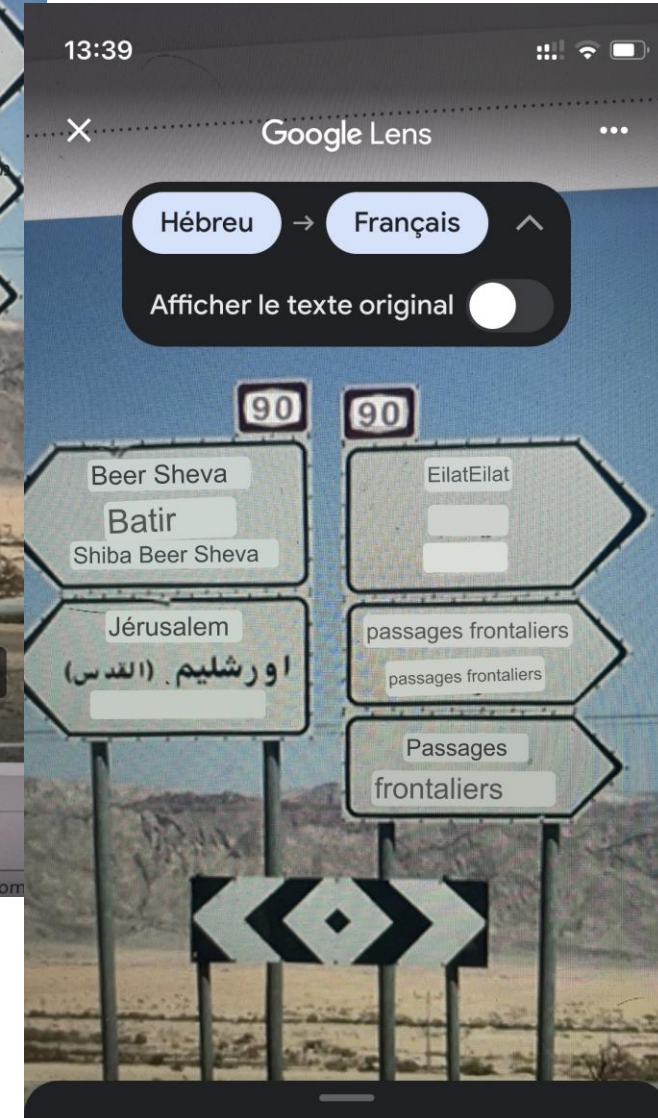 13:39
Google Lens
Hébreu → Français
Afficher le texte original
90
Beer Sheva
Batir
Shiba Beer Sheva
Jérusalem
اورشليم (القدس)
90
EilatEilat
passages frontaliers
passages frontaliers
Passages
frontaliers